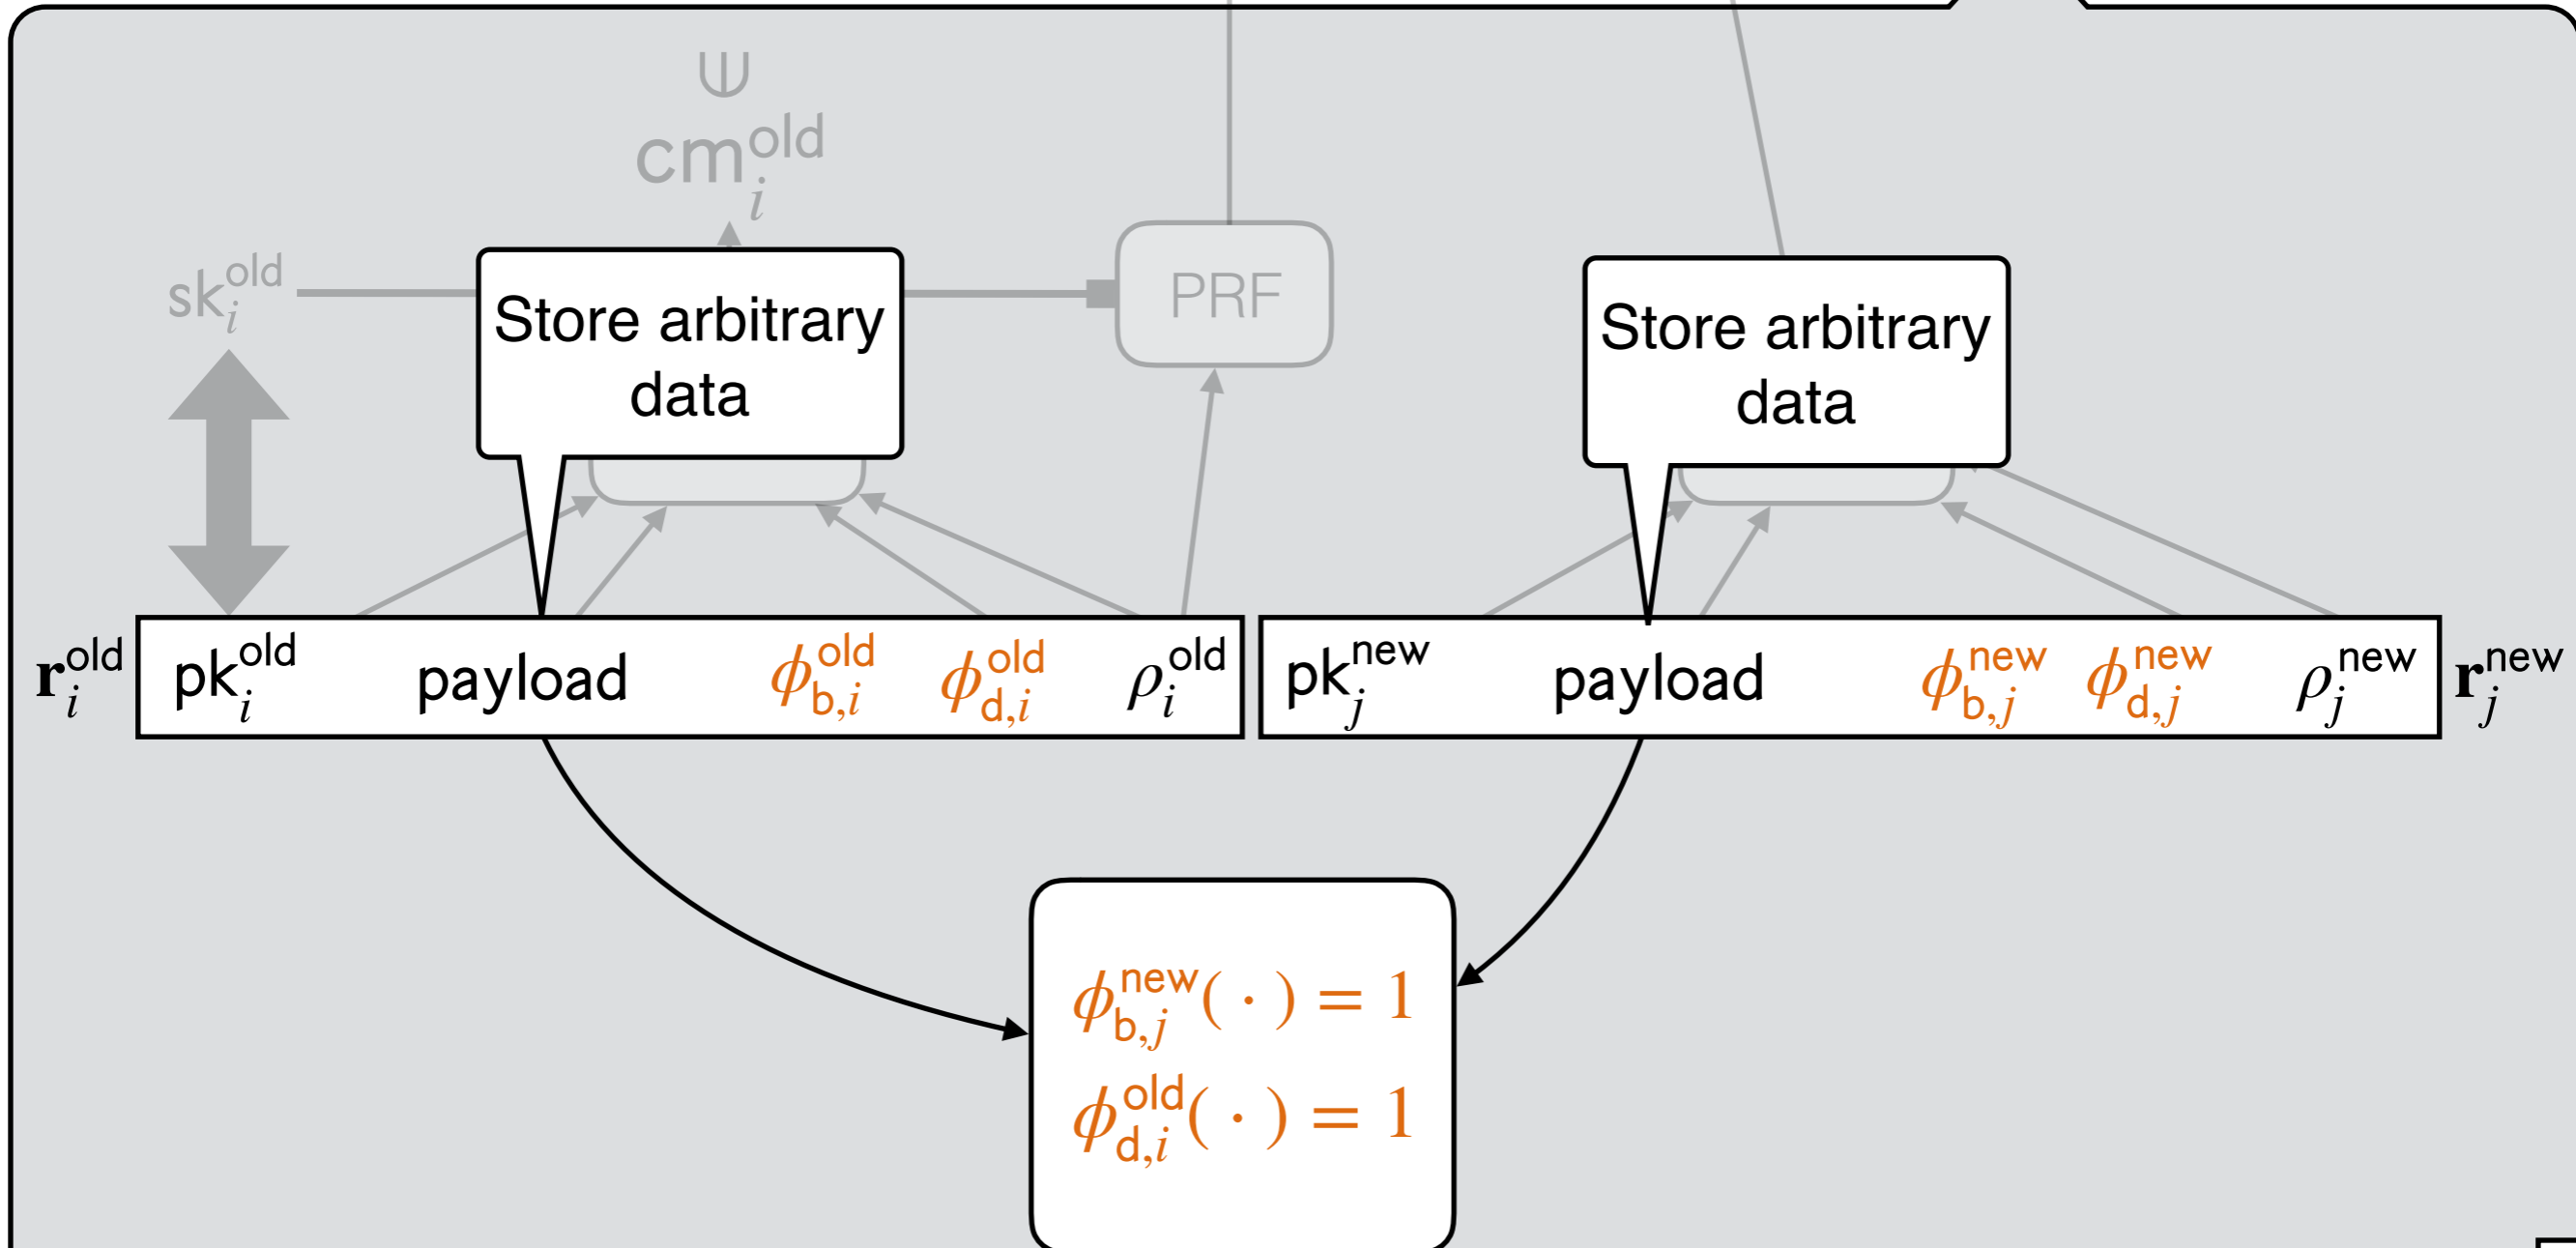 ⋓
cm_i^old
sk_i^old
PRF
Store arbitrary
data
Store arbitrary
data
r_i^old pk_i^old payload ϕ_b,i^old ϕ_d,i^old ρ_i^old pk_j^new payload ϕ_b,j^new ϕ_d,j^new ρ_j^new r_j^new
ϕ_b,j^new( · ) = 1
ϕ_d,i^old( · ) = 1